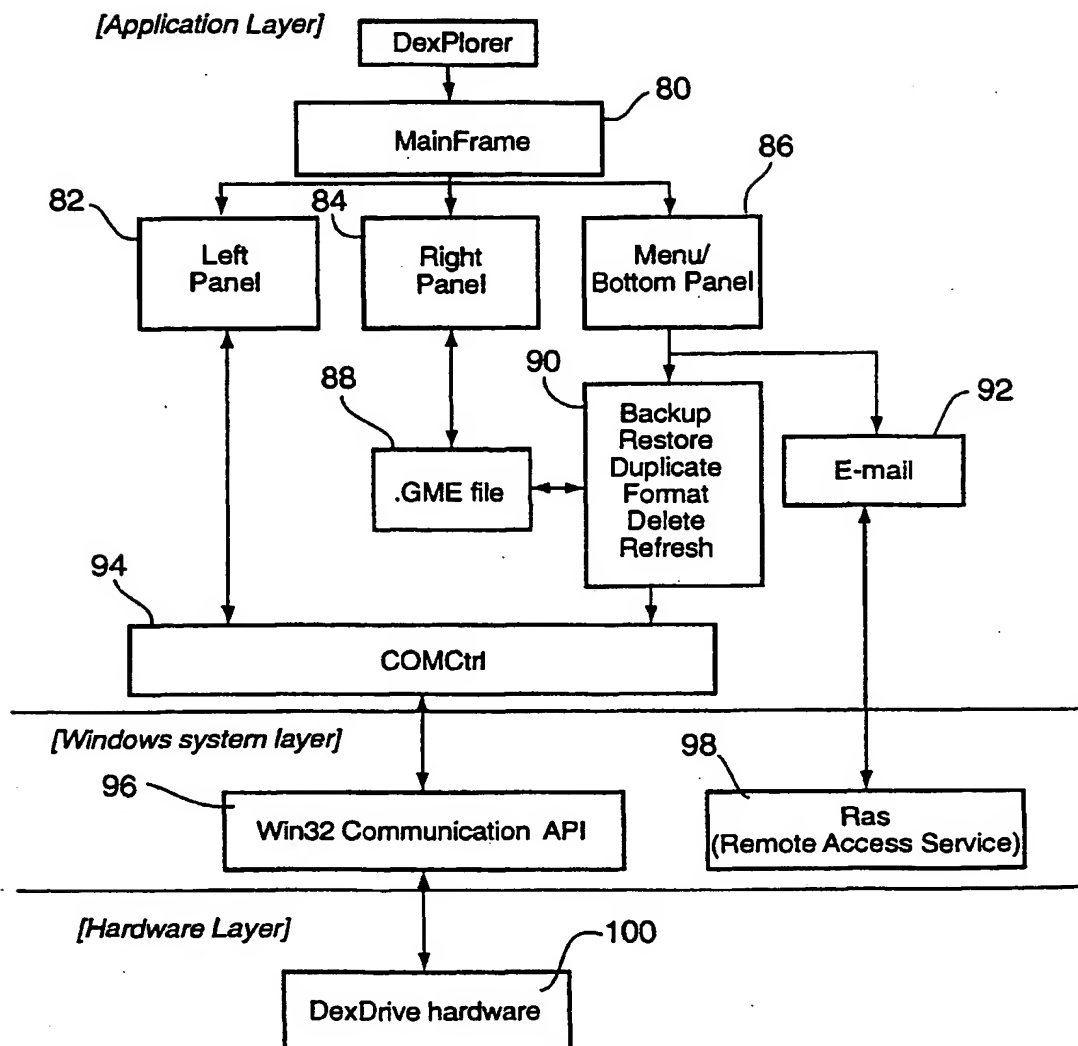 [Application Layer]
DexPlorer
80
MainFrame
86
82
84
Left
Panel
Right
Panel
Menu/
Bottom Panel
88
90
92
Backup
Restore
Duplicate
Format
Delete
Refresh
.GME file
E-mail
94
COMCtrl
[Windows system layer]
96
98
Win32 Communication API
Ras
(Remote Access Service)
[Hardware Layer]
100
DexDrive hardware